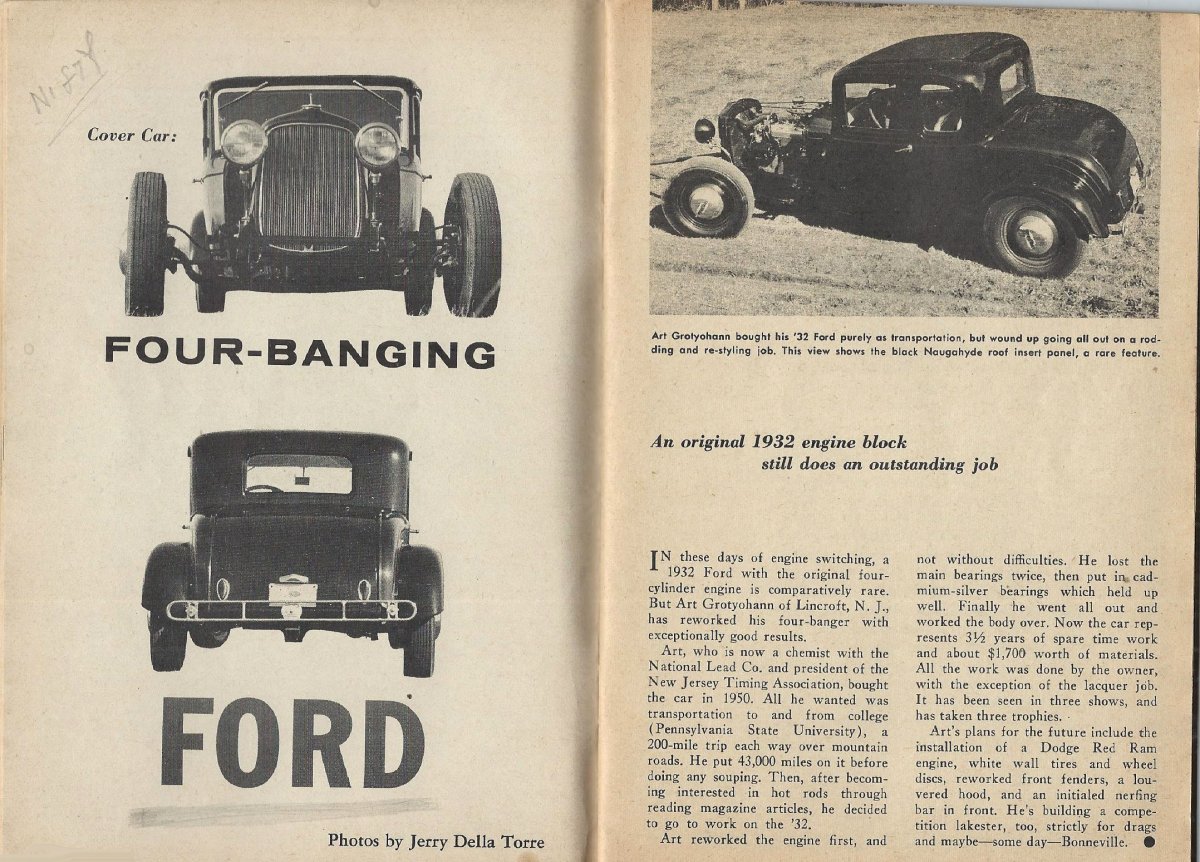 Nifty
Cover Car:
FOUR-BANGING
FORD
Photos by Jerry Della Torre
Art Grotyohann bought his '32 Ford purely as transportation, but wound up going all out on a rod-
ding and re-styling job. This view shows the black Naugahyde roof insert panel, a rare feature.
An original 1932 engine block
still does an outstanding job
IN these days of engine switching, a
1932 Ford with the original four-
cylinder engine is comparatively rare.
But Art Grotyohann of Lincroft, N. J.,
has reworked his four-banger with
exceptionally good results.
Art, who is now a chemist with the
National Lead Co. and president of the
New Jersey Timing Association, bought
the car in 1950. All he wanted was
transportation to and from college
(Pennsylvania State University), a
200-mile trip each way over mountain
roads. He put 43,000 miles on it before
doing any souping. Then, after becom-
ing interested in hot rods through
reading magazine articles, he decided
to go to work on the '32.
Art reworked the engine first, and
not without difficulties. He lost the
main bearings twice, then put in cad-
mium-silver bearings which held up
well. Finally he went all out and
worked the body over. Now the car rep-
resents 3½ years of spare time work
and about $1,700 worth of materials.
All the work was done by the owner,
with the exception of the lacquer job.
It has been seen in three shows, and
has taken three trophies.
Art's plans for the future include the
installation of a Dodge Red Ram
engine, white wall tires and wheel
discs, reworked front fenders, a lou-
vered hood, and an initialed nerfing
bar in front. He's building a compe-
tition lakester, too, strictly for drags
and maybe—some day—Bonneville. ●